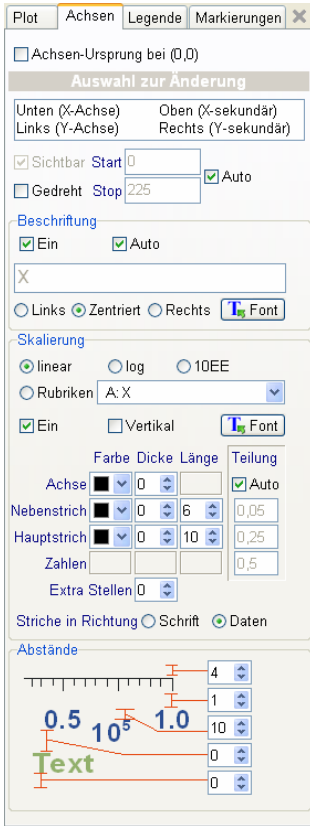 Plot Achsen Legende Markierungen
Achsen-Ursprung bei (0,0)
Auswahl zur Änderung
Unten (X-Achse) Oben (X-sekundär)
Links (Y-Achse) Rechts (Y-sekundär)
Sichtbar Start 0
Auto
Gedreht Stop 225
Beschriftung
Ein Auto
X
Links Zentriert Rechts T Font
Skalierung
linear log 10EE
Rubriken A: X
Ein Vertikal T Font
Farbe Dicke Länge Teilung
Achse 0 Auto
Nebenstrich 0 6 0,05
Hauptstrich 0 10 0,25
Zahlen 0,5
Extra Stellen 0
Striche in Richtung Schrift Daten
Abstände
4
1
0.5 10⁵ 1.0 10
Text 0
0